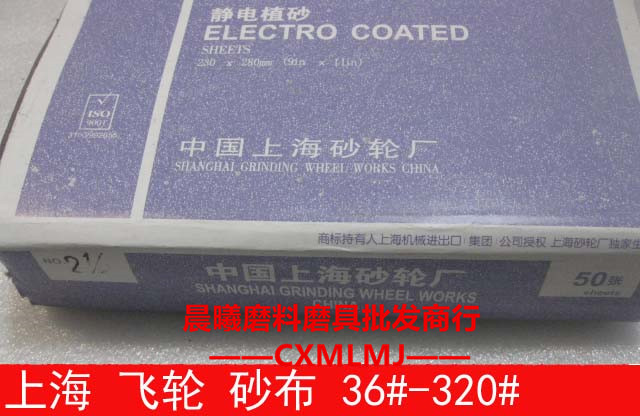 静电植砂
ELECTRO COATED
SHEETS
230 × 280mm (9in × 11in)
ISO
9001
中国上海砂轮厂
SHANGHAI GRINDING WHEEL WORKS CHINA
商标持有人上海机械进出口(集团)公司授权 上海砂轮厂独家生
NO.
中国上海砂轮厂
SHANGHAI GRINDING WHEEL WORKS
CHINA
50张
sheets
晨曦磨料磨具批发商行
——CXMLMJ——
上海 飞轮 砂布 36#-320#